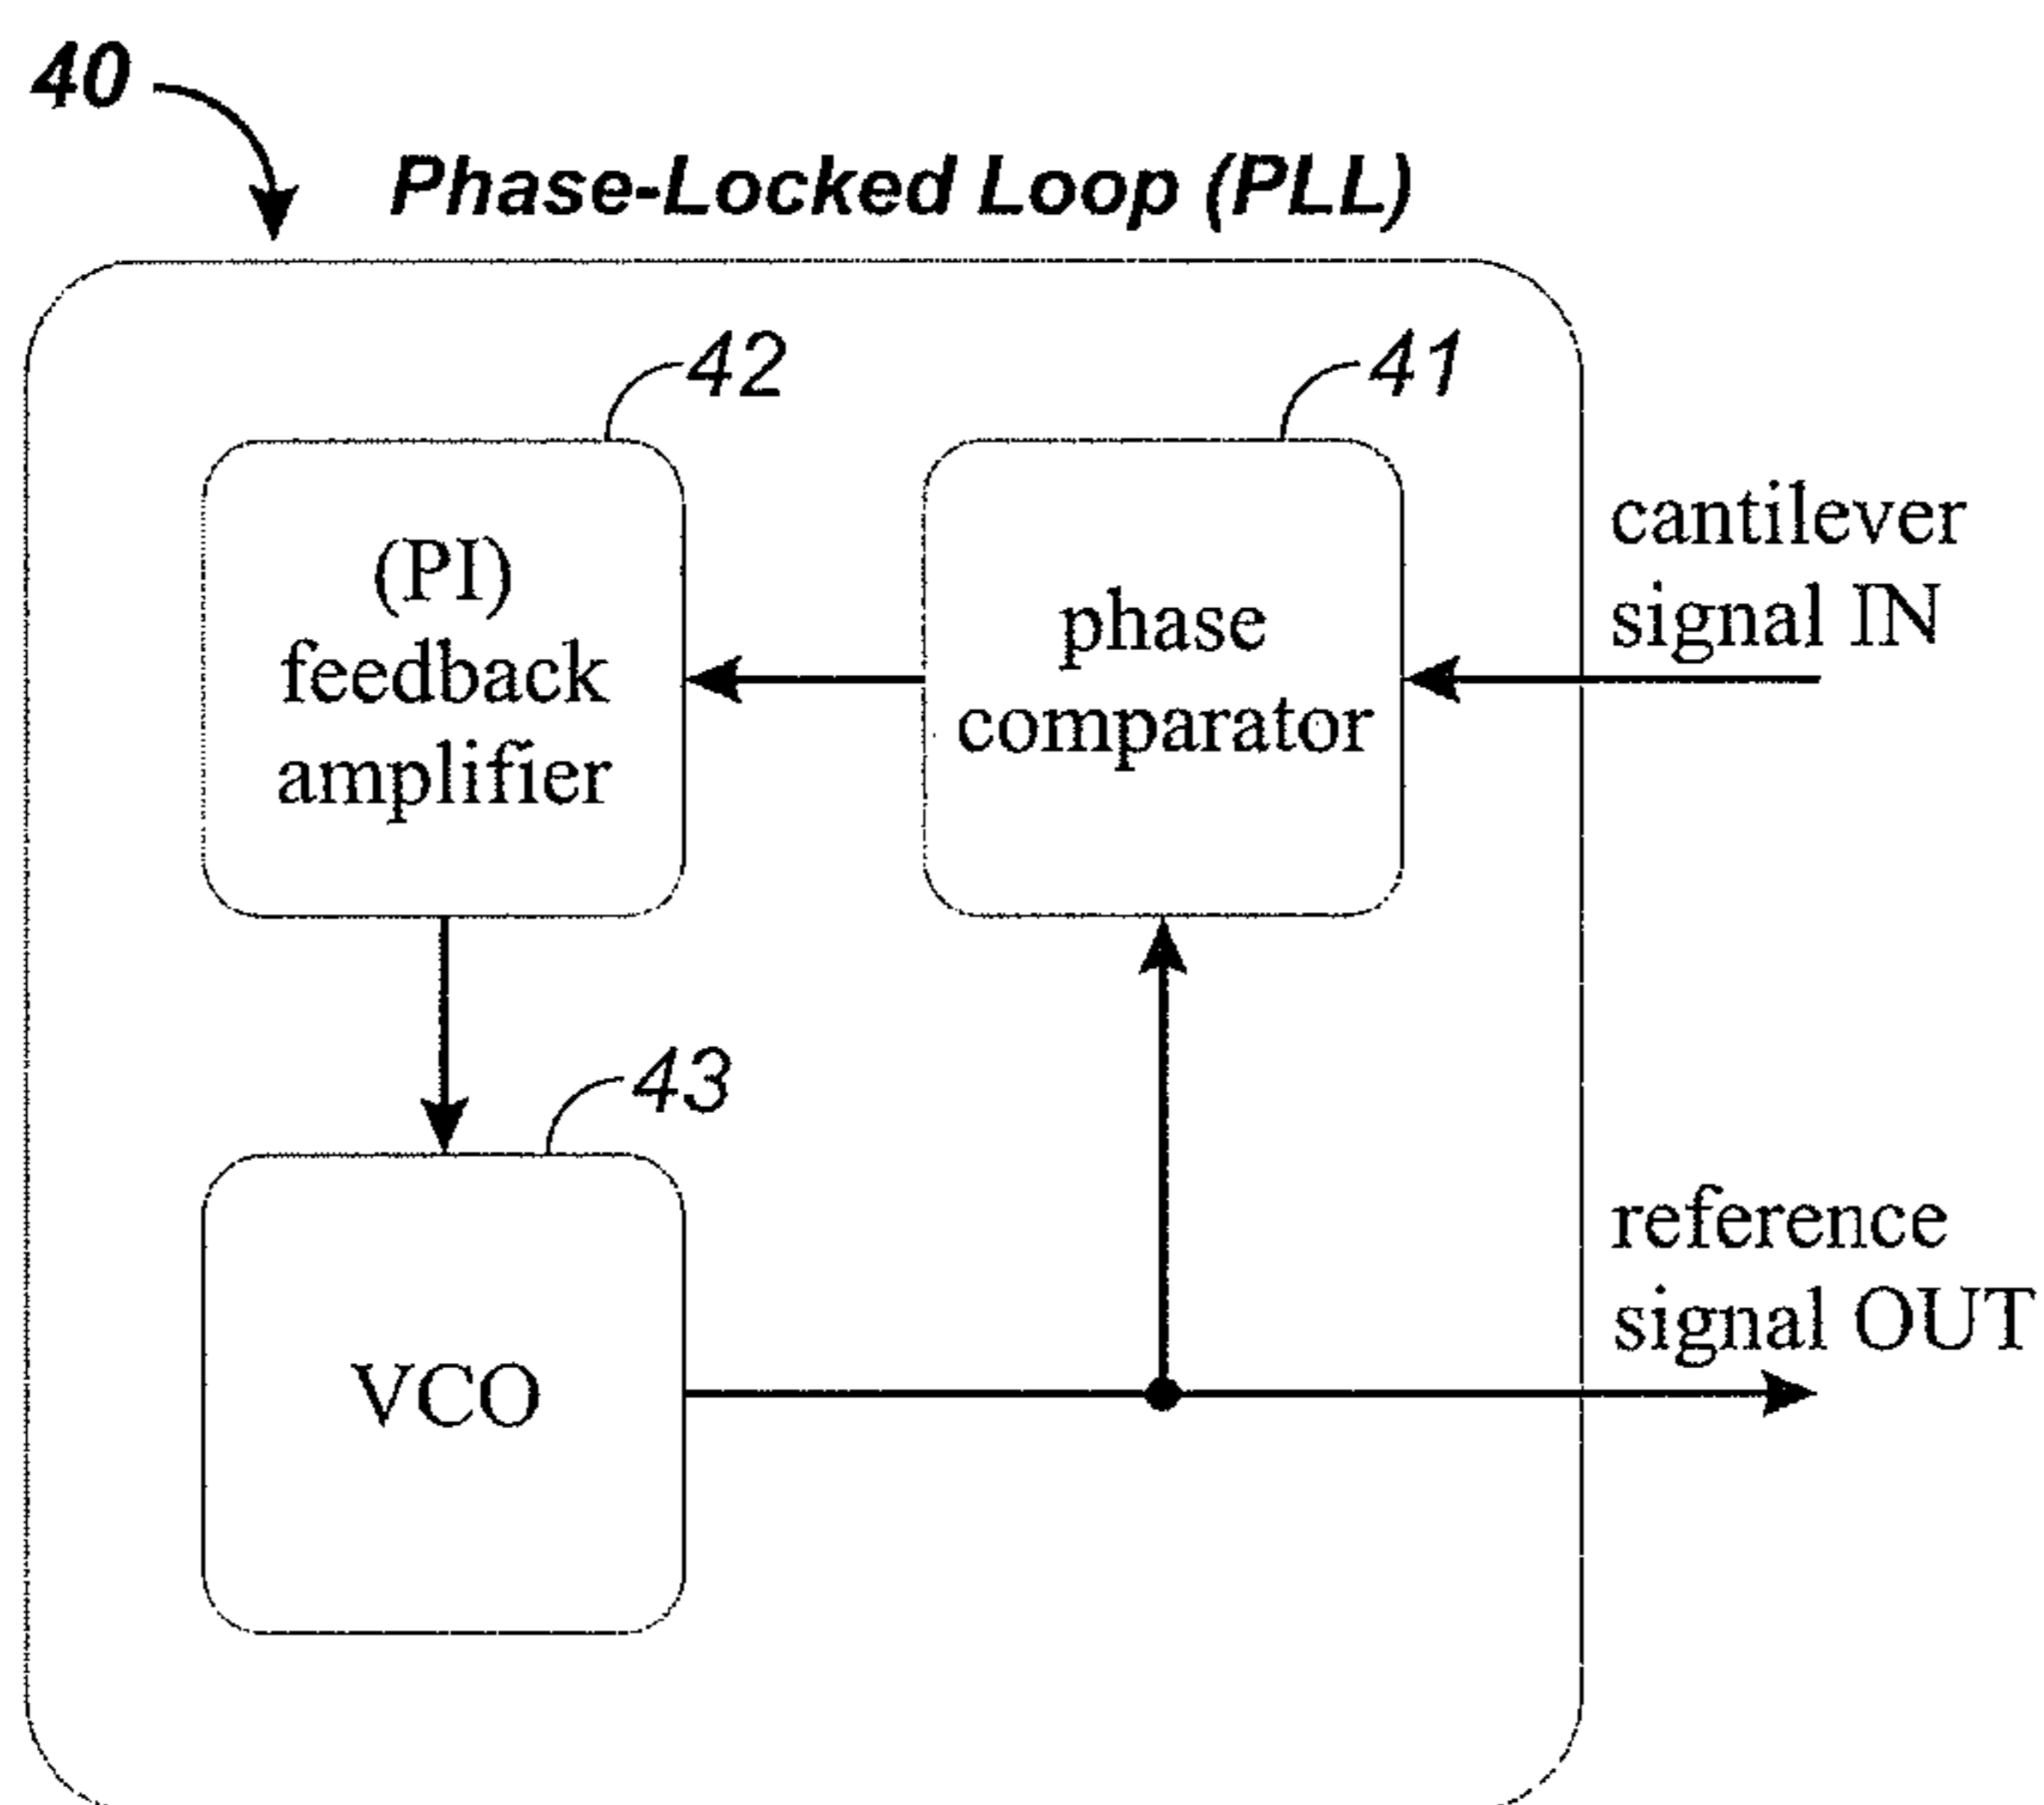 40
Phase-Locked Loop (PLL)
42
41
(PI)
feedback
amplifier
phase
comparator
cantilever
signal IN
43
VCO
reference
signal OUT